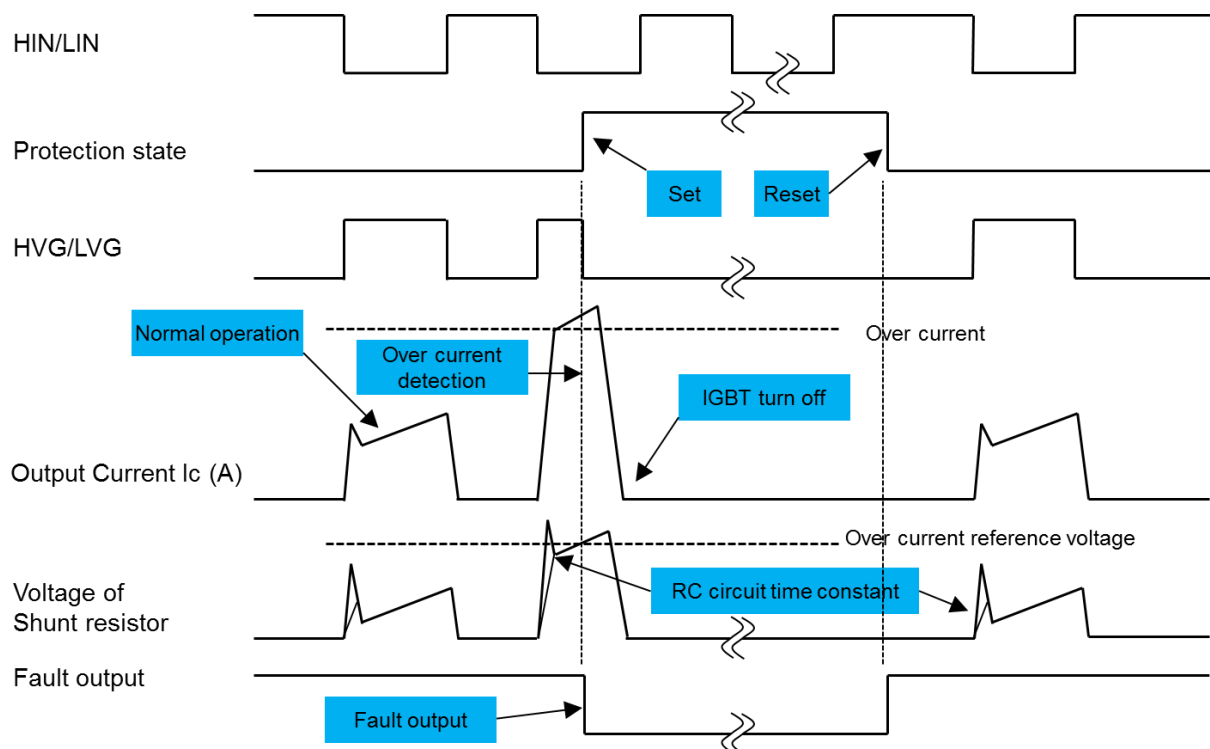 HIN/LIN
Protection state
Set
Reset
HVG/LVG
Normal operation
Over current
Over current
detection
IGBT turn off
Output Current Ic (A)
Over current reference voltage
Voltage of
Shunt resistor
RC circuit time constant
Fault output
Fault output